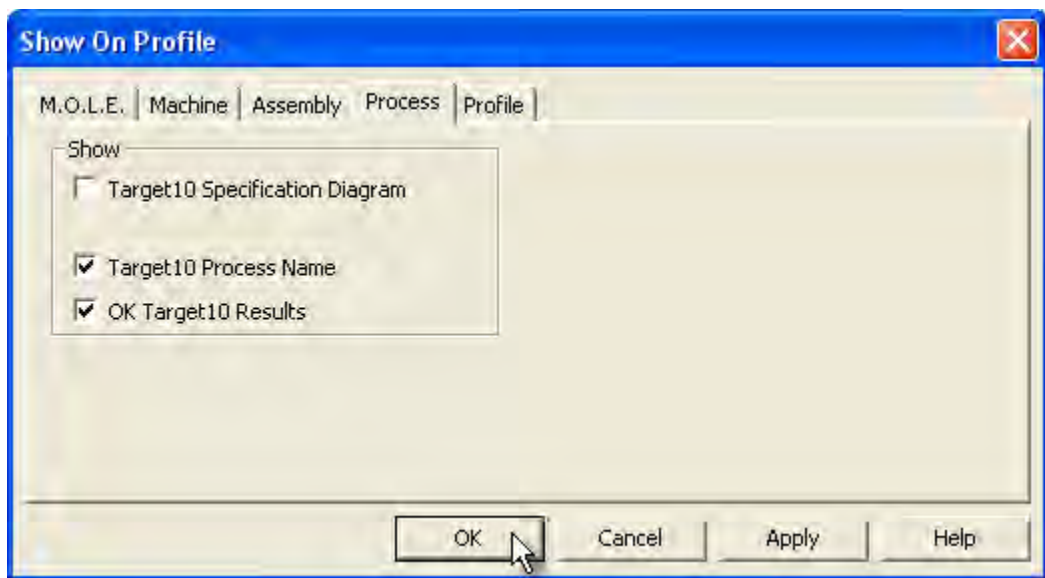 Show On Profile
M.O.L.E. Machine Assembly Process Profile
Show
Target10 Specification Diagram
Target10 Process Name
OK Target10 Results
OK Cancel Apply Help